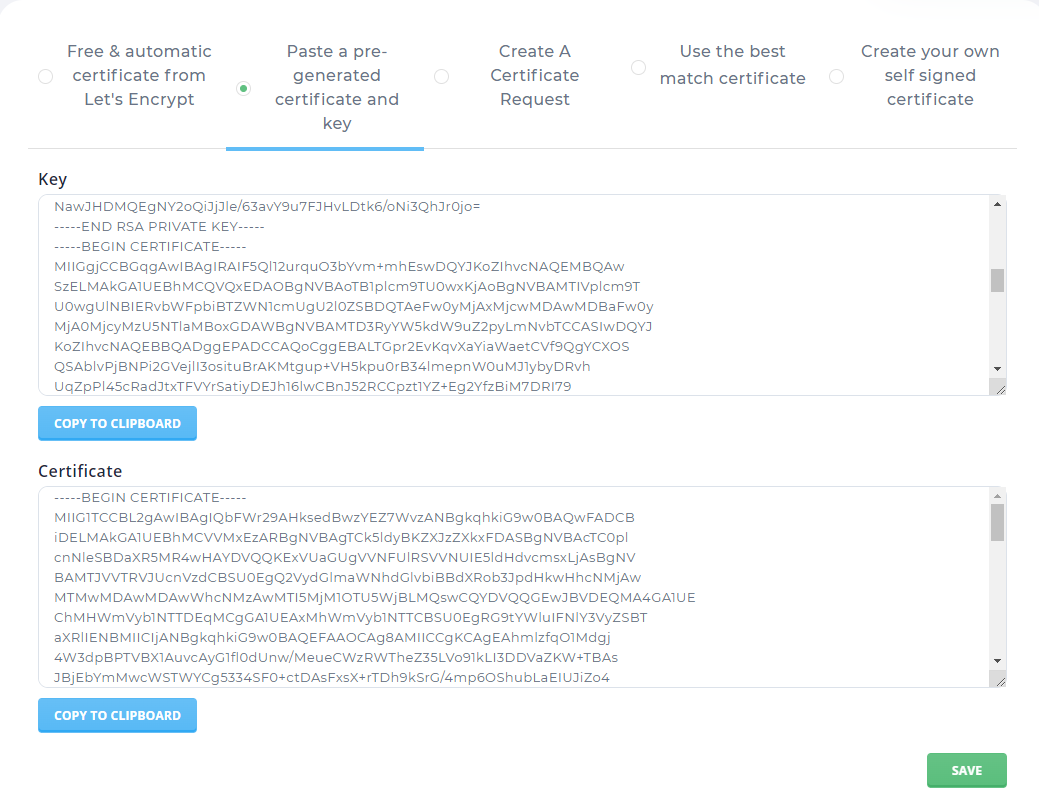 Free & automatic
certificate from
Let's Encrypt
Paste a pre-
generated
certificate and
key
Create A
Certificate
Request
Use the best
match certificate
Create your own
self signed
certificate
Key
NawJHDMQEgNY2oQiJjJle/63avY9u7FJHvLDtk6/oNi3QhJr0jo=
-----END RSA PRIVATE KEY-----
-----BEGIN CERTIFICATE-----
MIIGgjCCBGqgAwIBAgIRAIF5Ql12urquO3bYvm+mhEswDQYJKoZIhvcNAQEMBQAw
SzELMAkGA1UEBhMCQVQxEDAOBgNVBAoTB1plcm9TU0wxKjAoBgNVBAMTIVplcm9T
U0wgUlNBIERvbWFpbiBTZWN1cmUgU2l0ZSBDQTAeFw0yMjAxMjcwMDAwMDBaFw0y
MjA0MjcyMzU5NTlaMBoxGDAWBgNVBAMTD3RyYW5kdW9uZ2pyLmNvbTCCASIwDQYJ
KoZIhvcNAQEBBQADggEPADCCAQoCggEBALTGpr2EvKqvXaYiaWaetCVf9QgYCXOS
QSAblvPjBNPi2GVejlI3osituBrAKMtgup+VH5kpu0rB34lmepnW0uMJ1ybyDRvh
UqZpPl45cRadJtxTFVYrSatiyDEJh16lwCBnJ52RCCpzt1YZ+Eg2YfzBiM7DRI79
COPY TO CLIPBOARD
Certificate
-----BEGIN CERTIFICATE-----
MIIG1TCCBL2gAwIBAgIQbFWr29AHksedBwzYEZ7WvzANBgkqhkiG9w0BAQwFADCB
iDELMAkGA1UEBhMCVVMxEzARBgNVBAgTCk5ldyBKZXJzZXkxFDASBgNVBAcTC0pl
cnNleSBDaXR5MR4wHAYDVQQKExVUaGUgVVNFUlRSVVNUIE5ldHdvcmsxLjAsBgNV
BAMTJVVTRVJUcnVzdCBSU0EgQ2VydGlmaWNhdGlvbiBBdXRob3JpdHkwHhcNMjAw
MTMwMDAwMDAwWhcNMzAwMTI5MjM1OTU5WjBLMQswCQYDVQQGEwJBVDEQMA4GA1UE
ChMHWmVyb1NTTDEqMCgGA1UEAxMhWmVyb1NTTCBSU0EgRG9tYWluIFNlY3VyZSBT
aXRlIENBMIICIjANBgkqhkiG9w0BAQEFAAOCAg8AMIICCgKCAgEAhmlzfqO1Mdgj
4W3dpBPTVBX1AuvcAyG1fl0dUnw/MeueCWzRWTheZ35LVo91kLI3DDVaZKW+TBAs
JBjEbYmMwcWSTWYCg5334SF0+ctDAsFxsX+rTDh9kSrG/4mp6OShubLaEIUJiZo4
COPY TO CLIPBOARD
SAVE